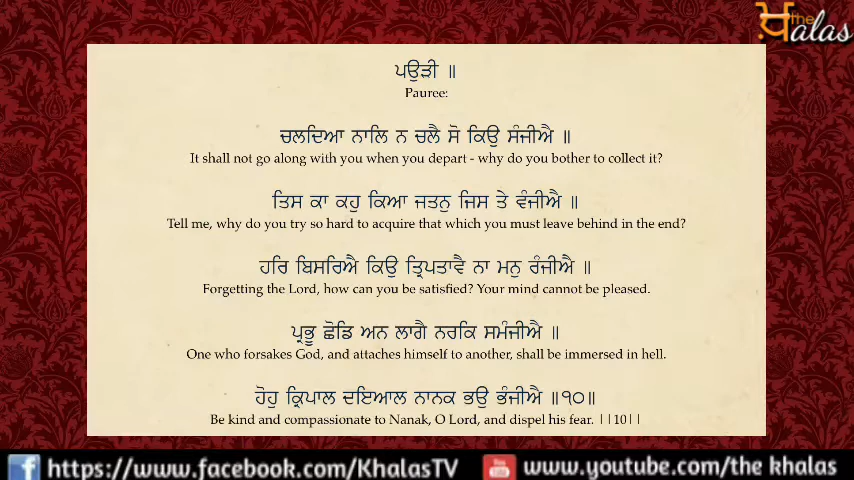 the
ਖalas
ਪਉੜੀ ॥
Pauree:
ਚਲਦਿਆ ਨਾਲਿ ਨ ਚਲੈ ਸੋ ਕਿਉ ਸੰਜੀਐ ॥
It shall not go along with you when you depart - why do you bother to collect it?
ਤਿਸ ਕਾ ਕਹੁ ਕਿਆ ਜਤਨੁ ਜਿਸ ਤੇ ਵੰਜੀਐ ॥
Tell me, why do you try so hard to acquire that which you must leave behind in the end?
ਹਰਿ ਬਿਸਰਿਐ ਕਿਉ ਤ੍ਰਿਪਤਾਵੈ ਨਾ ਮਨੁ ਰੰਜੀਐ ॥
Forgetting the Lord, how can you be satisfied? Your mind cannot be pleased.
ਪ੍ਰਭੂ ਛੋਡਿ ਅਨ ਲਾਗੈ ਨਰਕਿ ਸਮੰਜੀਐ ॥
One who forsakes God, and attaches himself to another, shall be immersed in hell.
ਹੋਹੁ ਕ੍ਰਿਪਾਲ ਦਇਆਲ ਨਾਨਕ ਭਉ ਭੰਜੀਐ ॥੧੦॥
Be kind and compassionate to Nanak, O Lord, and dispel his fear. ||10||
https://www.facebook.com/KhalasTV
You Tube www.youtube.com/the khalas